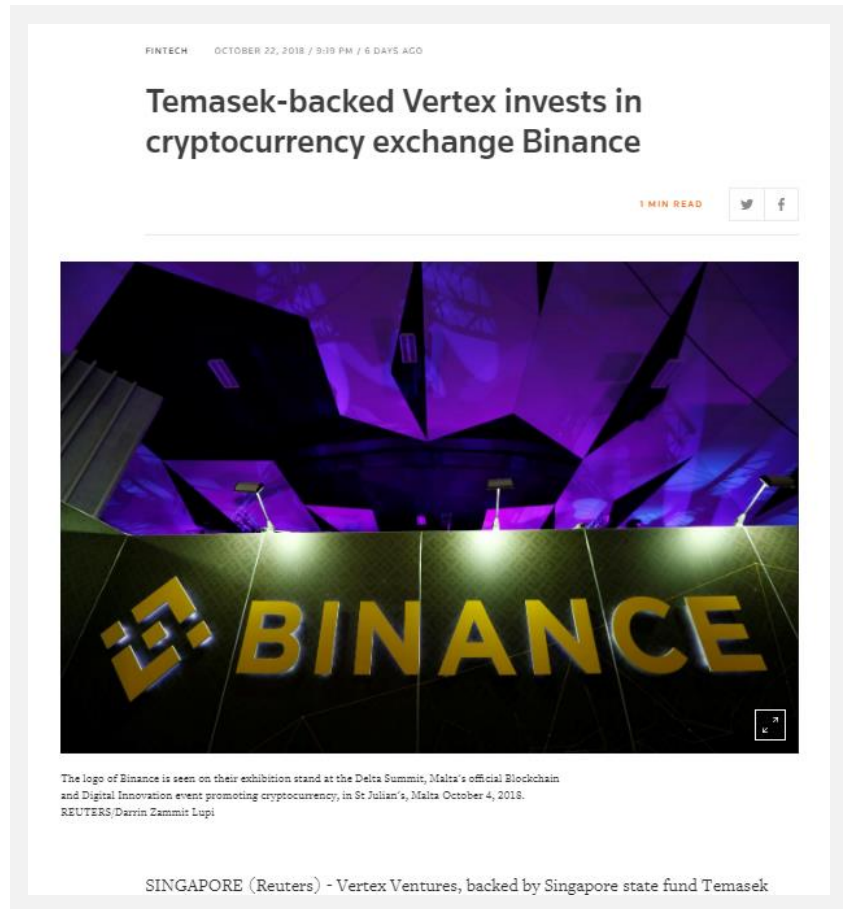 FINTECH OCTOBER 22, 2018 / 9:19 PM / 6 DAYS AGO
Temasek-backed Vertex invests in
cryptocurrency exchange Binance
1 MIN READ
BINANCE
The logo of Binance is seen on their exhibition stand at the Delta Summit, Malta's official Blockchain
and Digital Innovation event promoting cryptocurrency, in St Julian's, Malta October 4, 2018.
REUTERS/Darrin Zammit Lupi
SINGAPORE (Reuters) - Vertex Ventures, backed by Singapore state fund Temasek